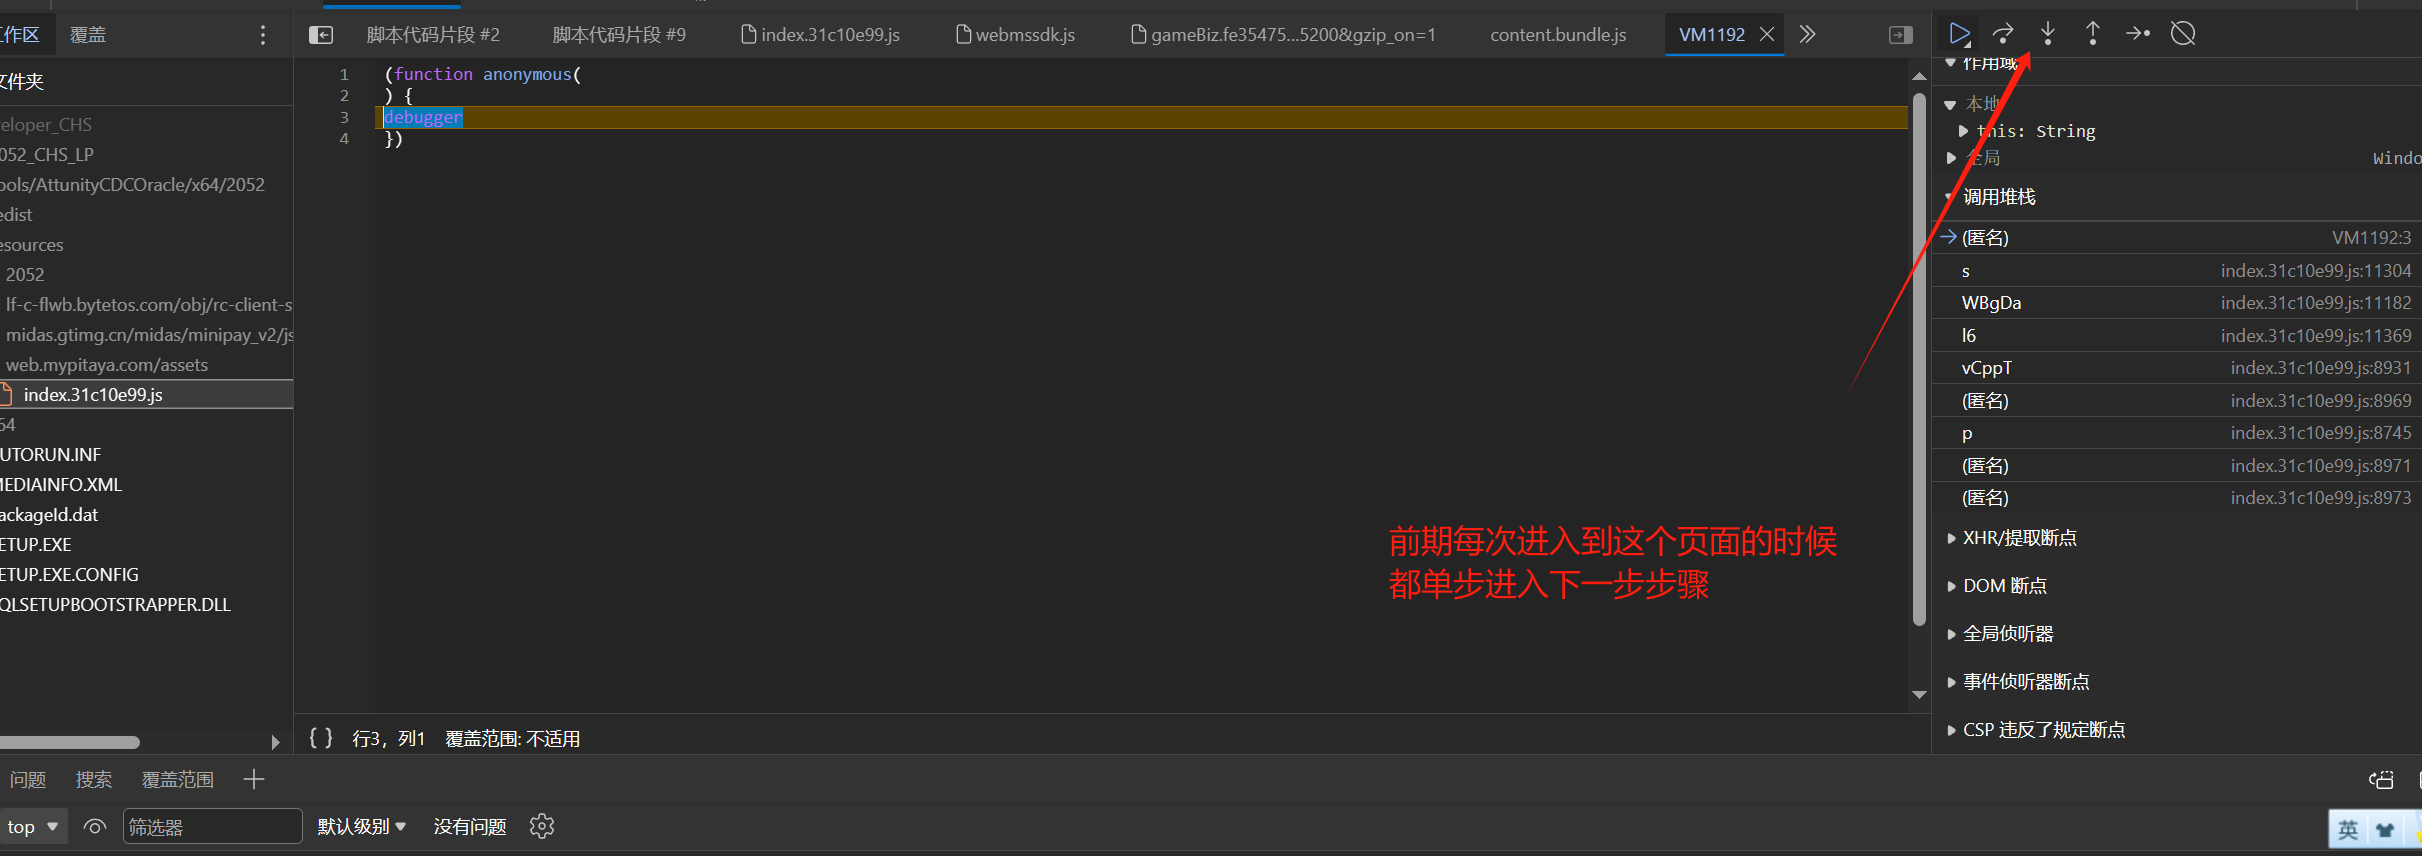 工作区
覆盖
脚本代码片段 #2
脚本代码片段 #9
index.31c10e99.js
webmssdk.js
gameBiz.fe35475...5200&gzip_on=1
content.bundle.js
VM1192
文件夹
eloper_CHS
052_CHS_LP
ools/AttunityCDCOracle/x64/2052
edist
esources
2052
lf-c-flwb.bytetos.com/obj/rc-client-s
midas.gtimg.cn/midas/minipay_v2/js
web.mypitaya.com/assets
index.31c10e99.js
64
UTORUN.INF
MEDIAINFO.XML
ackageId.dat
ETUP.EXE
ETUP.EXE.CONFIG
QLSETUPBOOTSTRAPPER.DLL
1 (function anonymous(
2 ) {
3 debugger
4 })
前期每次进入到这个页面的时候
都单步进入下一步步骤
{ } 行3，列1 覆盖范围: 不适用
作用域
本地
this: String
全局 Windo
调用堆栈
(匿名) VM1192:3
s index.31c10e99.js:11304
WBgDa index.31c10e99.js:11182
l6 index.31c10e99.js:11369
vCppT index.31c10e99.js:8931
(匿名) index.31c10e99.js:8969
p index.31c10e99.js:8745
(匿名) index.31c10e99.js:8971
(匿名) index.31c10e99.js:8973
XHR/提取断点
DOM 断点
全局侦听器
事件侦听器断点
CSP 违反了规定断点
问题 搜索 覆盖范围
top 筛选器 默认级别 没有问题
英